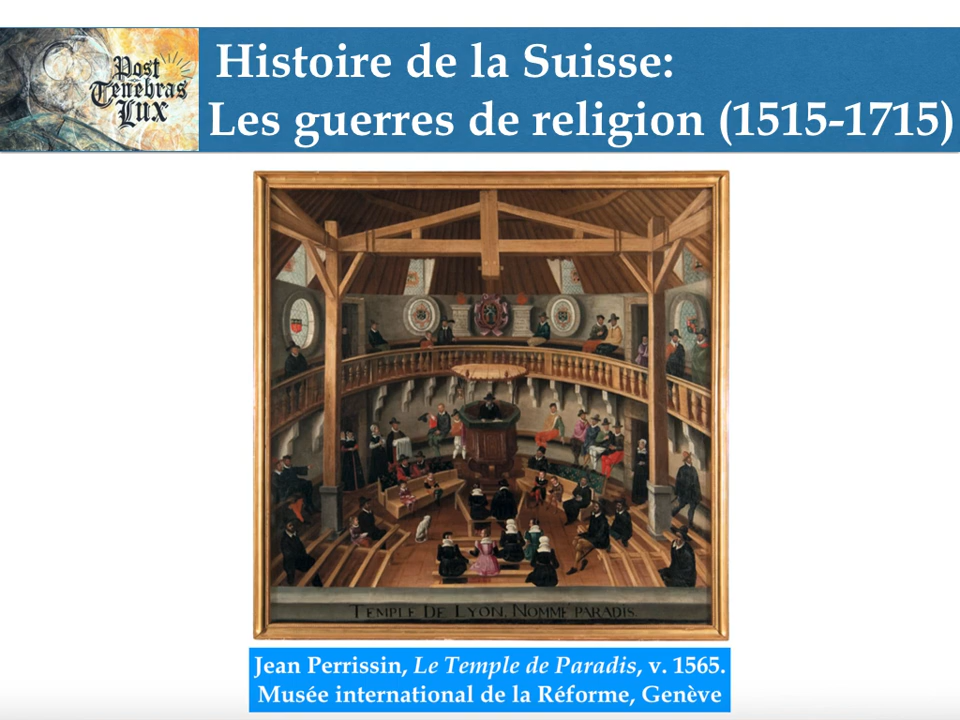 Post
Tenebras
Lux
Histoire de la Suisse:
Les guerres de religion (1515-1715)
TEMPLE DE LYON, NOMME PARADIS.
Jean Perrissin, Le Temple de Paradis, v. 1565.
Musée international de la Réforme, Genève